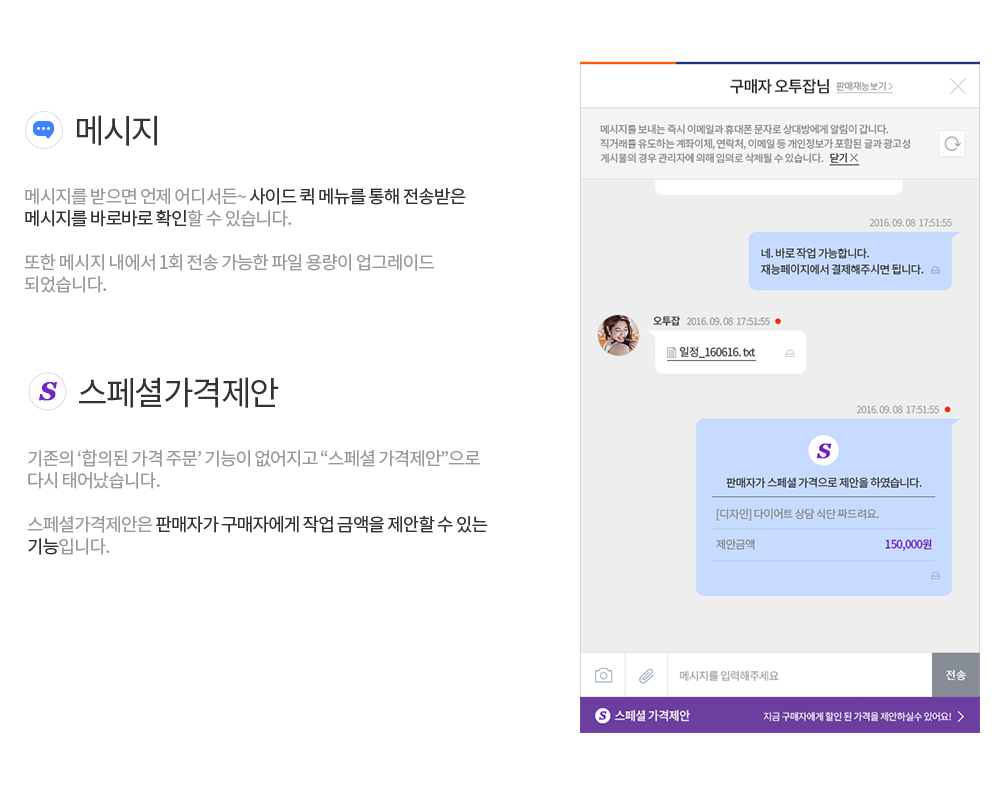 메시지
메시지를 받으면 언제 어디서든~ 사이드 퀵 메뉴를 통해 전송받은
메시지를 바로바로 확인할 수 있습니다.
또한 메시지 내에서 1회 전송 가능한 파일 용량이 업그레이드
되었습니다.
S 스페셜가격제안
기존의 ‘합의된 가격 주문’ 기능이 없어지고 “스페셜 가격제안”으로
다시 태어났습니다.
스페셜가격제안은 판매자가 구매자에게 작업 금액을 제안할 수 있는
기능입니다.
구매자 오투잡님 판매재능보기>
메시지를 보내는 즉시 이메일과 휴대폰 문자로 상대방에게 알림이 갑니다.
직거래를 유도하는 계좌이체, 연락처, 이메일 등 개인정보가 포함된 글과 광고성
게시물의 경우 관리자에 의해 임의로 삭제될 수 있습니다. 닫기X
2016. 09. 08 17:51:55
네. 바로 작업 가능합니다.
재능페이지에서 결제해주시면 됩니다.
오투잡 2016. 09. 08 17:51:55
일정_160616. txt
2016. 09. 08 17:51:55
S
판매자가 스페셜 가격으로 제안을 하였습니다.
[디자인] 다이어트 상담 식단 짜드려요.
제안금액 150,000원
메시지를 입력해주세요 전송
S 스페셜 가격제안 지금 구매자에게 할인 된 가격을 제안하실수 있어요! >